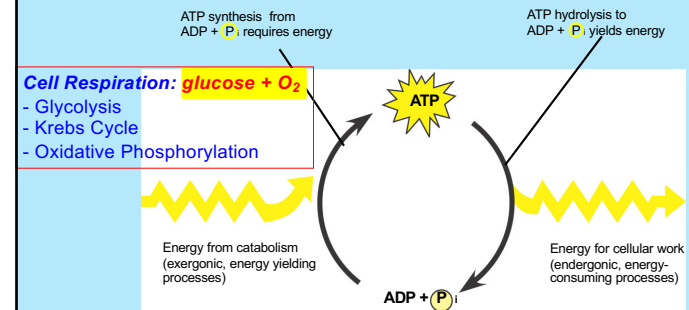 ATP synthesis from
ADP + Pi requires energy
ATP hydrolysis to
ADP + Pi yields energy
Cell Respiration: glucose + O2
- Glycolysis
- Krebs Cycle
- Oxidative Phosphorylation
ATP
Energy from catabolism
(exergonic, energy yielding
processes)
Energy for cellular work
(endergonic, energy-
consuming processes)
ADP + Pi